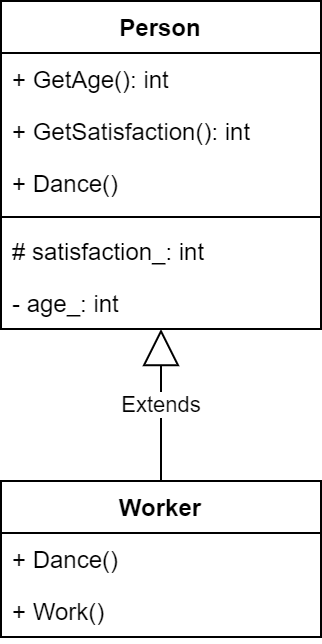 Person
+ GetAge(): int
+ GetSatisfaction(): int
+ Dance()
# satisfaction_: int
- age_: int
Extends
Worker
+ Dance()
+ Work()